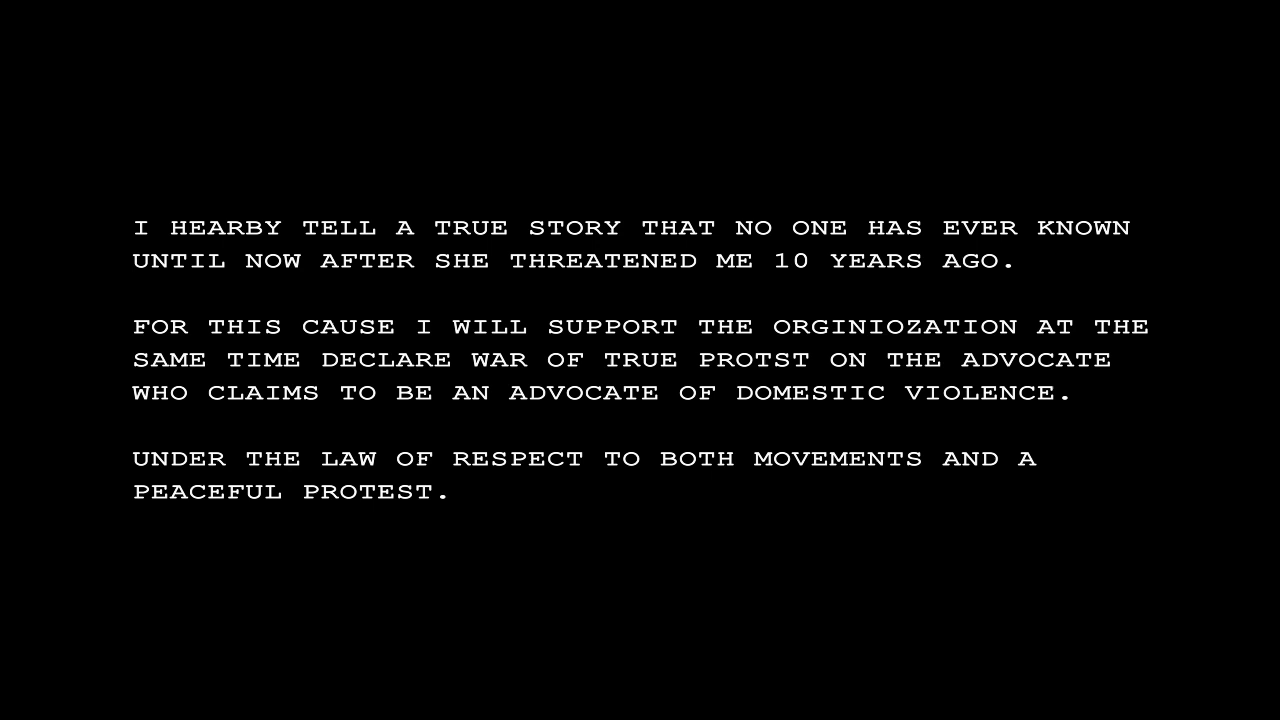 I HEARBY TELL A TRUE STORY THAT NO ONE HAS EVER KNOWN
UNTIL NOW AFTER SHE THREATENED ME 10 YEARS AGO.
FOR THIS CAUSE I WILL SUPPORT THE ORGINIOZATION AT THE
SAME TIME DECLARE WAR OF TRUE PROTST ON THE ADVOCATE
WHO CLAIMS TO BE AN ADVOCATE OF DOMESTIC VIOLENCE.
UNDER THE LAW OF RESPECT TO BOTH MOVEMENTS AND A
PEACEFUL PROTEST.